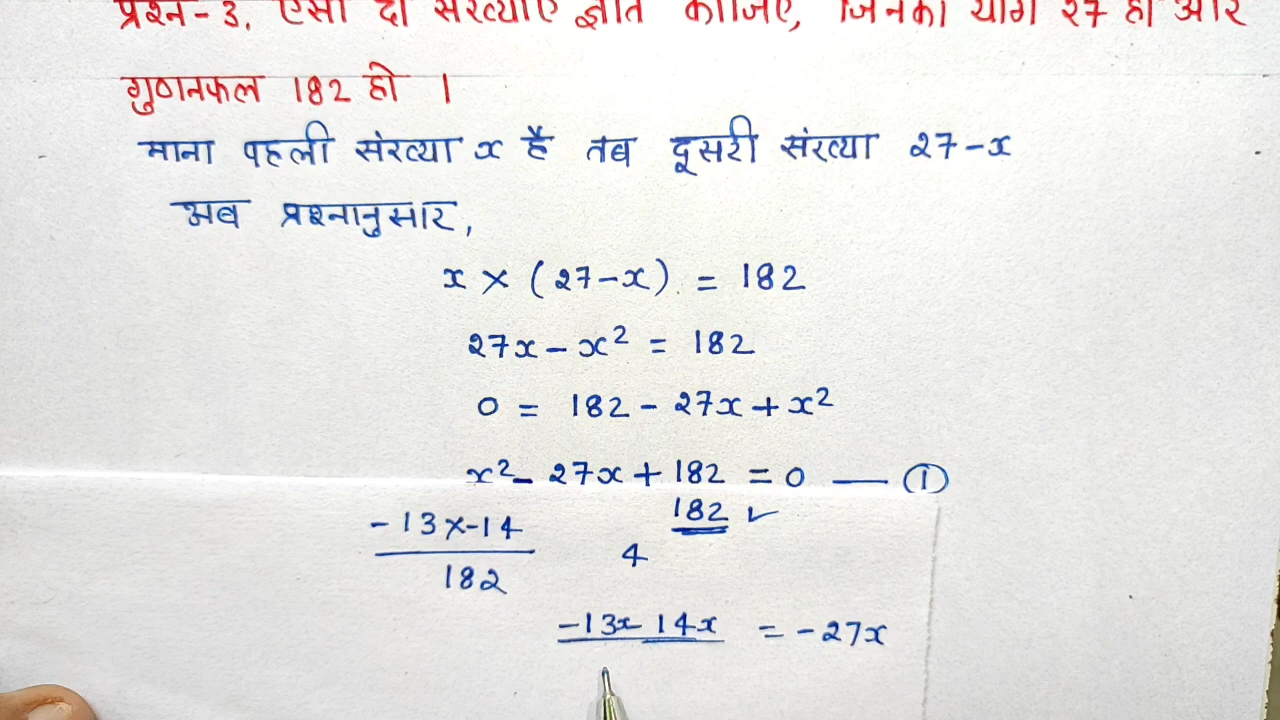 प्रश्न-3. ऐसी दो संख्याएँ ज्ञात कीजिए, जिनका योग 27 हो और
गुणनफल 182 हो ।
माना पहली संख्या x है तब दूसरी संख्या 27-x
अब प्रश्नानुसार,
x × (27-x) = 182
27x - x² = 182
0 = 182 - 27x + x²
x² - 27x + 182 = 0 — ①
182 ✓
-13x-14
4
182
-13x-14x = -27x